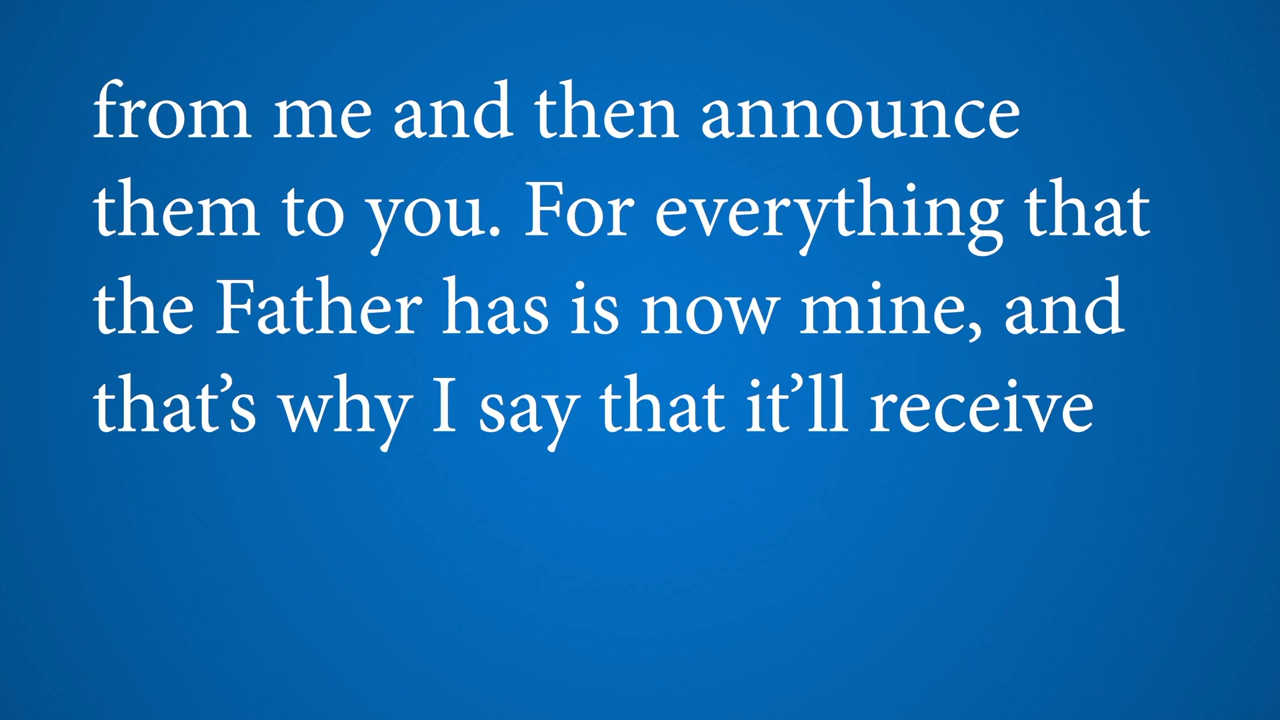 from me and then announce
them to you. For everything that
the Father has is now mine, and
that’s why I say that it’ll receive